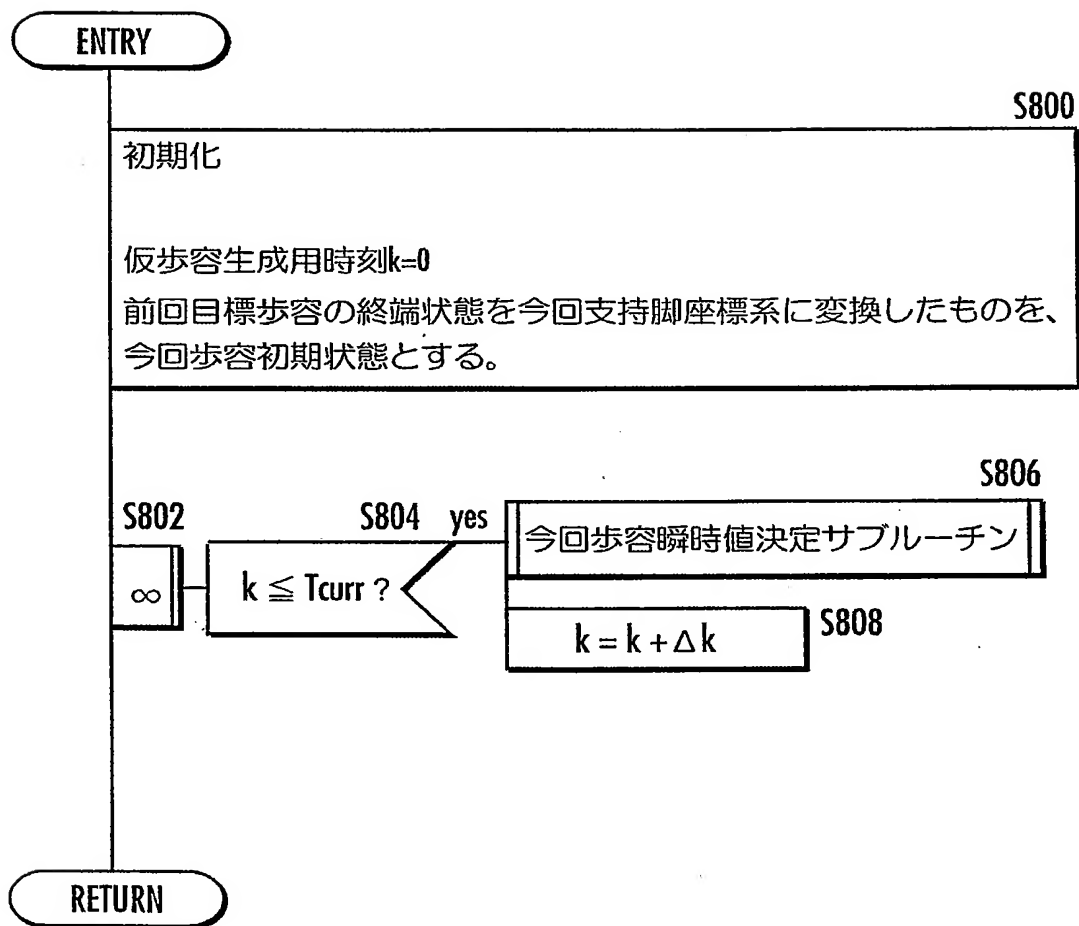 ENTRY
S800
初期化
仮歩容生成用時刻k=0
前回目標歩容の終端状態を今回支持脚座標系に変換したものを、
今回歩容初期状態とする。
S802
∞
S804
k ≦ Tcurr ?
yes
S806
今回歩容瞬時値決定サブルーチン
k = k + Δk
S808
RETURN